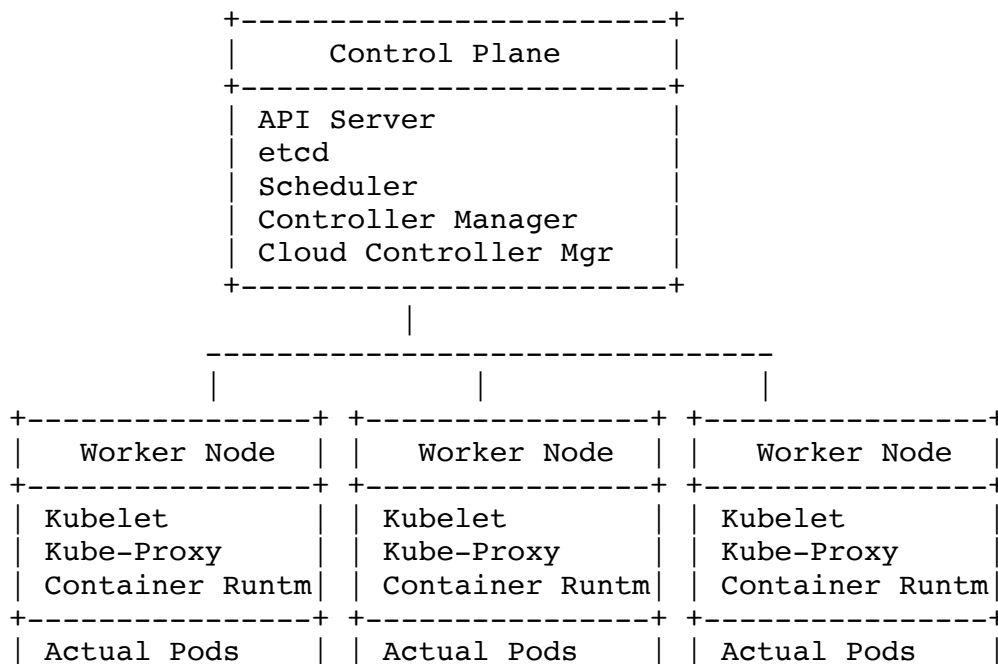 Control Plane
API Server
etcd
Scheduler
Controller Manager
Cloud Controller Mgr
Worker Node Worker Node Worker Node
Kubelet Kubelet Kubelet
Kube-Proxy Kube-Proxy Kube-Proxy
Container Runtm Container Runtm Container Runtm
Actual Pods Actual Pods Actual Pods